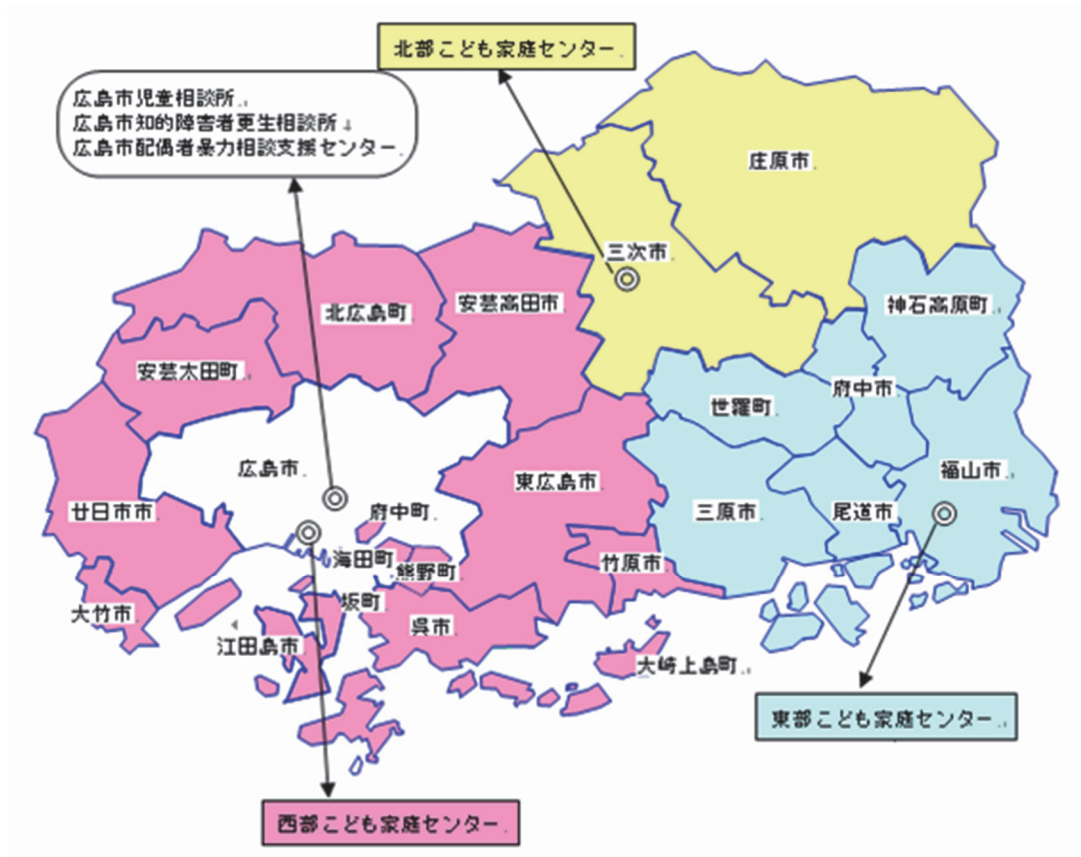 北部こども家庭センター
広島市児童相談所
広島市知的障害者更生相談所
広島市配偶者暴力相談支援センター
庄原市
三次市
神石高原町
安芸高田市
北広島町
安芸太田町
府中市
世羅町
広島市
東広島市
福山市
廿日市市
府中町
三原市
尾道市
海田町
熊野町
竹原市
大竹市
坂町
呉市
江田島市
大崎上島町
東部こども家庭センター
西部こども家庭センター